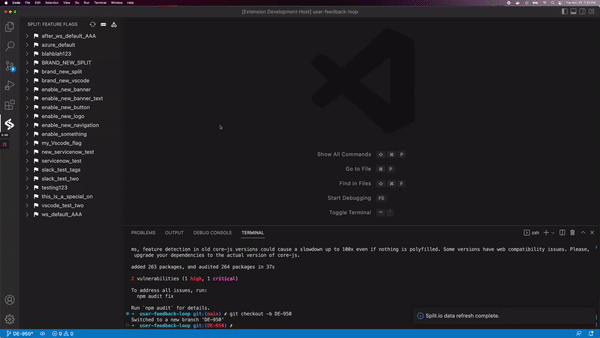 Code File Edit Selection View Go Run Terminal Window Help
[Extension Development Host] user-feedback-loop
SPLIT: FEATURE FLAGS
after_ws_default_AAA
azure_default
blahblah123
BRAND_NEW_SPLIT
brand_new_split
brand_new_vscode
enable_new_banner
enable_new_banner_text
enable_new_button
enable_new_logo
enable_new_navigation
enable_something
my_Vscode_flag
new_servicenow_test
servicenow_test
slack_test_tags
slack_test_two
testing123
this_is_a_special_on
vscode_test_two
ws_default_AAA
Show All Commands ⇧ ⌘ P
Go to File ⌘ P
Find in Files ⇧ ⌘ F
Start Debugging F5
Toggle Terminal ⌃ `
PROBLEMS OUTPUT DEBUG CONSOLE TERMINAL
zsh
ms, feature detection in old core-js versions could cause a slowdown up to 100x even if nothing is polyfilled. Some versions have web compatibility issues. Please,
upgrade your dependencies to the actual version of core-js.
added 263 packages, and audited 264 packages in 37s
2 vulnerabilities (1 high, 1 critical)
To address all issues, run:
npm audit fix
Run `npm audit` for details.
➜ user-feedback-loop git:(main) ✗ git checkout -b DE-950
Switched to a new branch 'DE-950'
➜ user-feedback-loop git:(DE-950) ✗
Split.io data refresh complete.
DE-950* 0 0